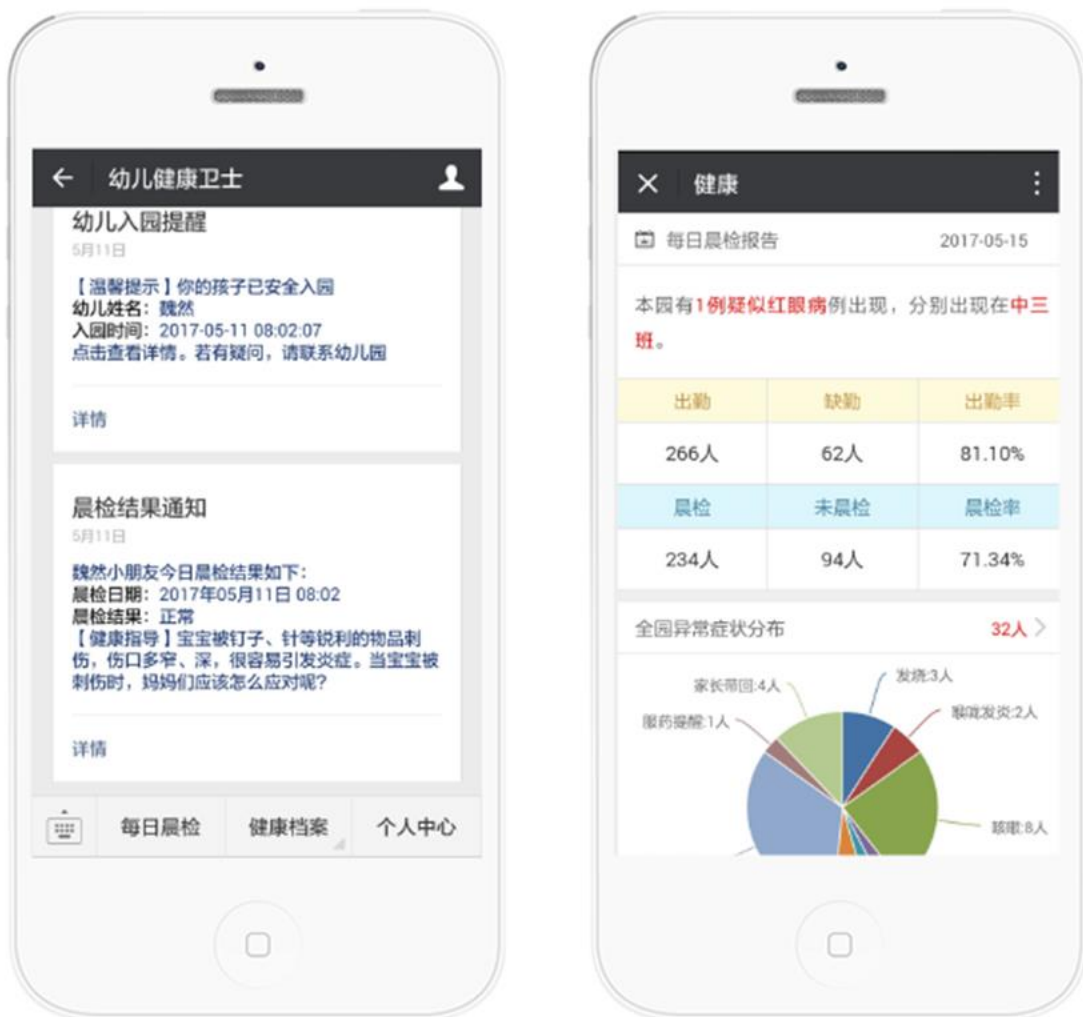 幼儿健康卫士
幼儿入园提醒
5月11日
【温馨提示】你的孩子已安全入园
幼儿姓名：魏然
入园时间：2017-05-11 08:02:07
点击查看详情。若有疑问，请联系幼儿园
详情
晨检结果通知
5月11日
魏然小朋友今日晨检结果如下：
晨检日期：2017年05月11日 08:02
晨检结果：正常
【健康指导】宝宝被钉子、针等锐利的物品刺
伤，伤口多窄、深，很容易引发炎症。当宝宝被
刺伤时，妈妈们应该怎么应对呢?
详情
每日晨检 健康档案 个人中心
健康
每日晨检报告 2017-05-15
本园有1例疑似红眼病例出现，分别出现在中三
班。
出勤 缺勤 出勤率
266人 62人 81.10%
晨检 未晨检 晨检率
234人 94人 71.34%
全园异常症状分布 32人
家长带回:4人 发烧:3人
服药提醒:1人 喉咙发炎:2人
咳嗽:8人